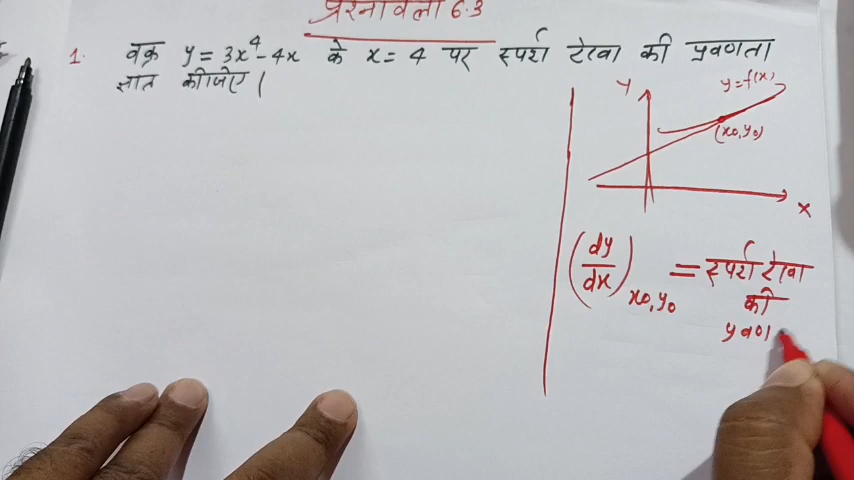 प्रश्नावली 6.3
1. वक्र y = 3x⁴ - 4x के x = 4 पर स्पर्श रेखा की प्रवणता
ज्ञात कीजिए।
Y
y=f(x)
(x0,y0)
X
(dy/dx) x0,y0 = स्पर्श रेखा
की
प्रवण